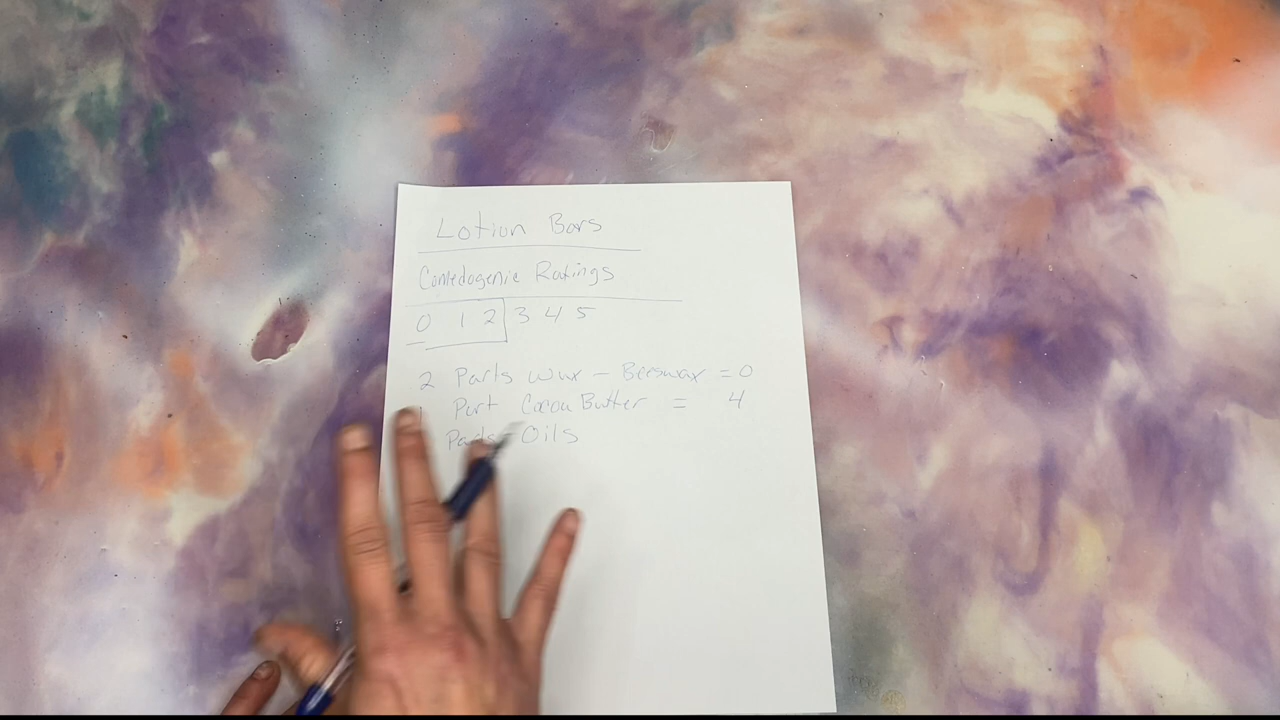 Lotion Bars
Comedogenic Ratings
0 1 2 3 4 5
2 Parts Wax - Beeswax = 0
Part Cocoa Butter = 4
Parts Oils